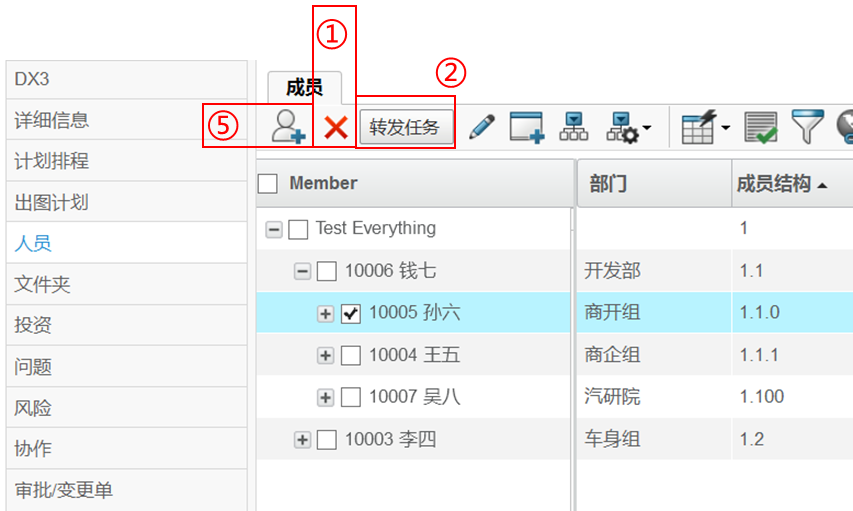 ①
②
⑤
DX3
详细信息
计划排程
出图计划
人员
文件夹
投资
问题
风险
协作
审批/变更单
成员
转发任务
Member 部门 成员结构
Test Everything 1
10006 钱七 开发部 1.1
10005 孙六 商开组 1.1.0
10004 王五 商企组 1.1.1
10007 吴八 汽研院 1.100
10003 李四 车身组 1.2